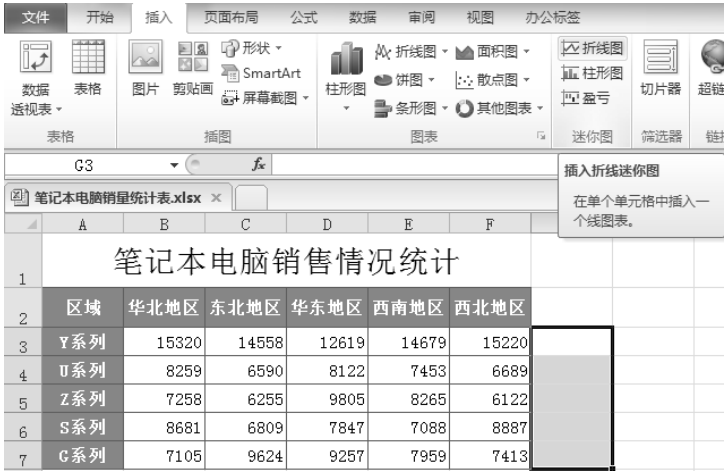 文件 开始 插入 页面布局 公式 数据 审阅 视图 办公标签
数据透视表 表格 图片 剪贴画 形状 SmartArt 屏幕截图 柱形图 折线图 饼图 条形图 面积图 散点图 其他图表 折线图 柱形图 盈亏 切片器 超链
表格 插图 图表 迷你图 筛选器 链
G3 fx
插入折线迷你图
在单个单元格中插入一
个线图表。
笔记本电脑销量统计表.xlsx
A B C D E F
1 笔记本电脑销售情况统计
2 区域 华北地区 东北地区 华东地区 西南地区 西北地区
3 Y系列 15320 14558 12619 14679 15220
4 U系列 8259 6590 8122 7453 6689
5 Z系列 7258 6255 9805 8265 6122
6 S系列 8681 6809 7847 7088 8887
7 G系列 7105 9624 9257 7959 7413